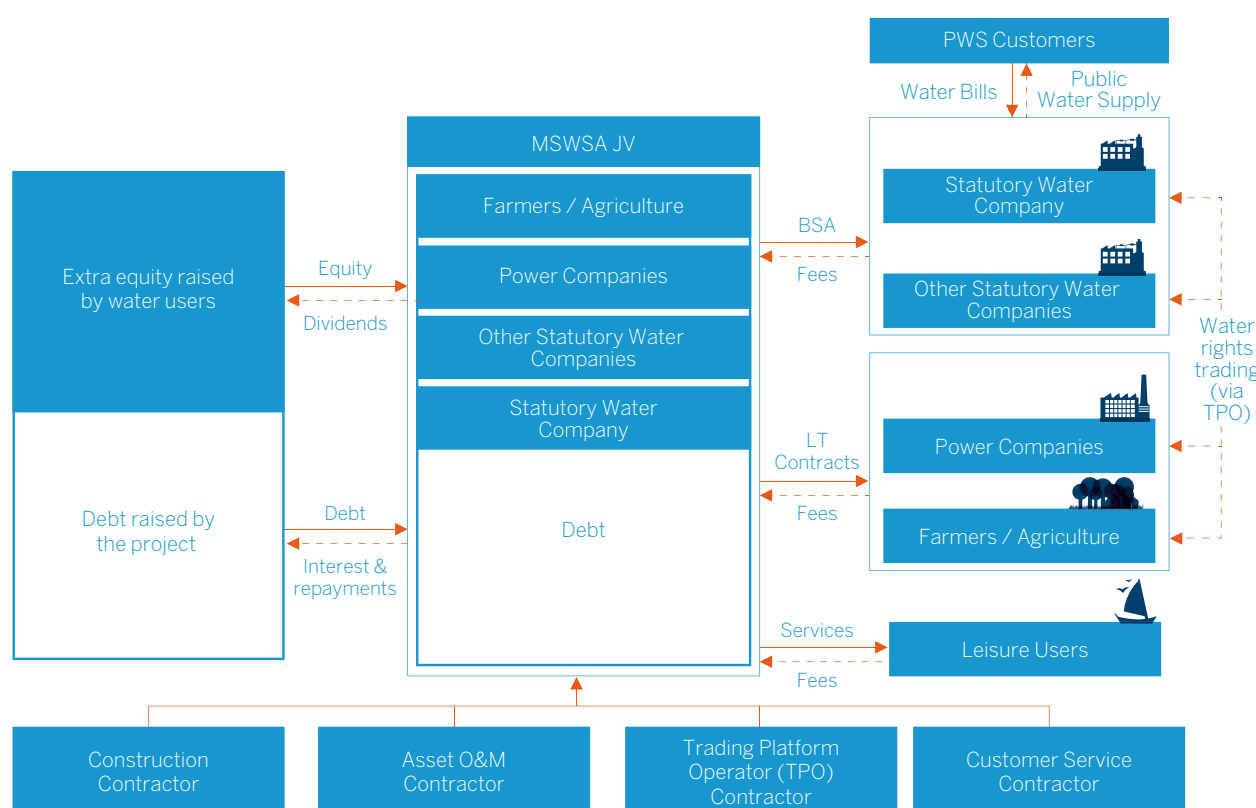 PWS Customers
Water Bills
Public
Water Supply
MSWSA JV
Extra equity raised
by water users
Debt raised by
the project
Equity
Dividends
Debt
Interest &
repayments
Farmers / Agriculture
Power Companies
Other Statutory Water
Companies
Statutory Water
Company
Debt
BSA
Fees
LT
Contracts
Fees
Services
Fees
Statutory Water
Company
Other Statutory Water
Companies
Power Companies
Farmers / Agriculture
Leisure Users
Water
rights
trading
(via
TPO)
Construction
Contractor
Asset O&M
Contractor
Trading Platform
Operator (TPO)
Contractor
Customer Service
Contractor